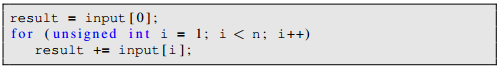 result = input[0];
for (unsigned int i = 1; i < n; i++)
result += input[i];